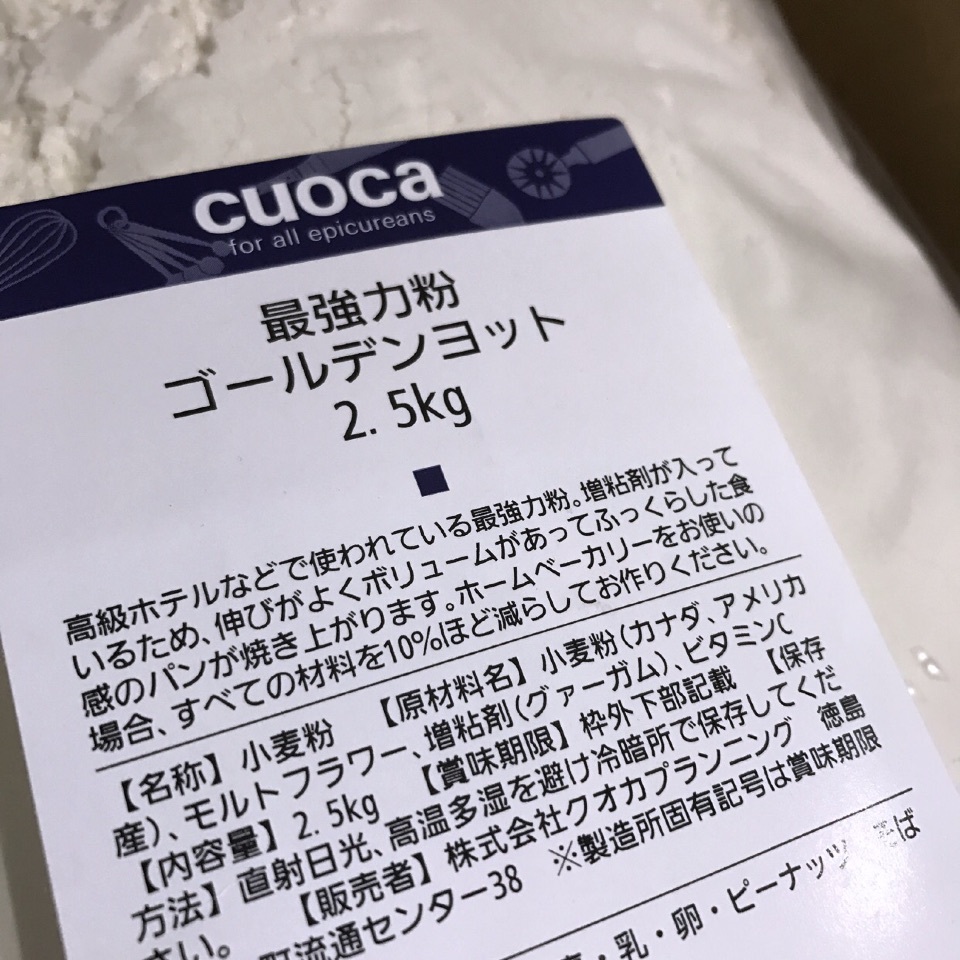 cuoca
for all epicureans
最強力粉
ゴールデンヨット
2.5kg
高級ホテルなどで使われている最強力粉。増粘剤が入って
いるため、伸びがよくボリュームがあってふっくらした食
感のパンが焼き上がります。ホームベーカリーをお使いの
場合、すべての材料を10%ほど減らしてお作りください。
【名称】小麦粉 【原材料名】小麦粉(カナダ、アメリカ
産)、モルトフラワー、増粘剤(グァーガム)、ビタミンC
【内容量】2.5kg 【賞味期限】枠外下部記載 【保存
方法】直射日光、高温多湿を避け冷暗所で保存してくだ
さい。 【販売者】株式会社クオカプランニング 徳島
町流通センター38 ※製造所固有記号は賞味期限
・乳・卵・ピーナッツ そば